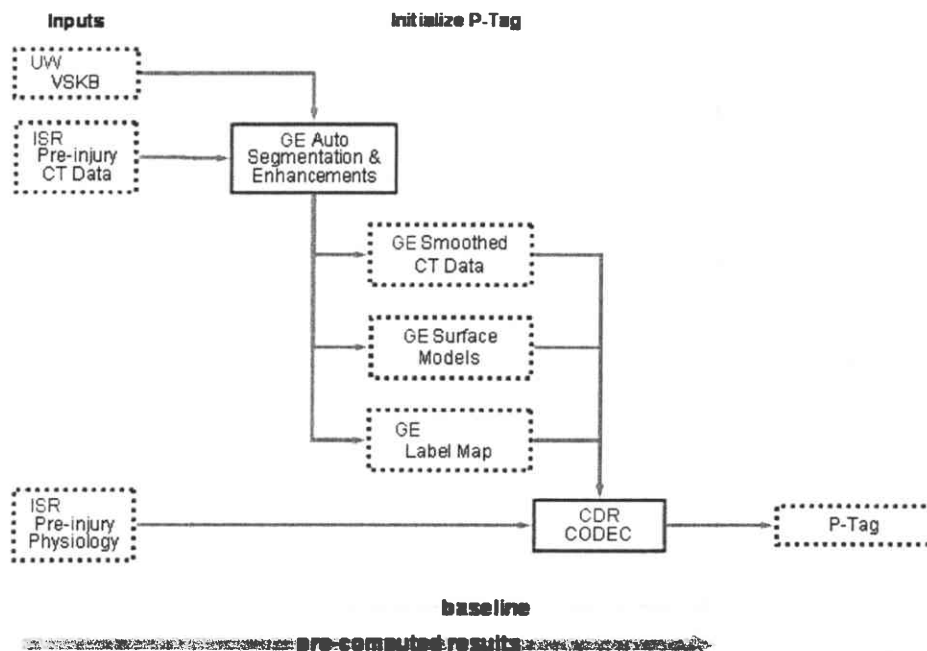 Inputs
Initialize P-Tag
UW
VSKB
ISR
Pre-injury
CT Data
GE Auto
Segmentation &
Enhancements
GE Smoothed
CT Data
GE Surface
Models
GE
Label Map
ISR
Pre-injury
Physiology
CDR
CODEC
P-Tag
baseline
pre-computed results